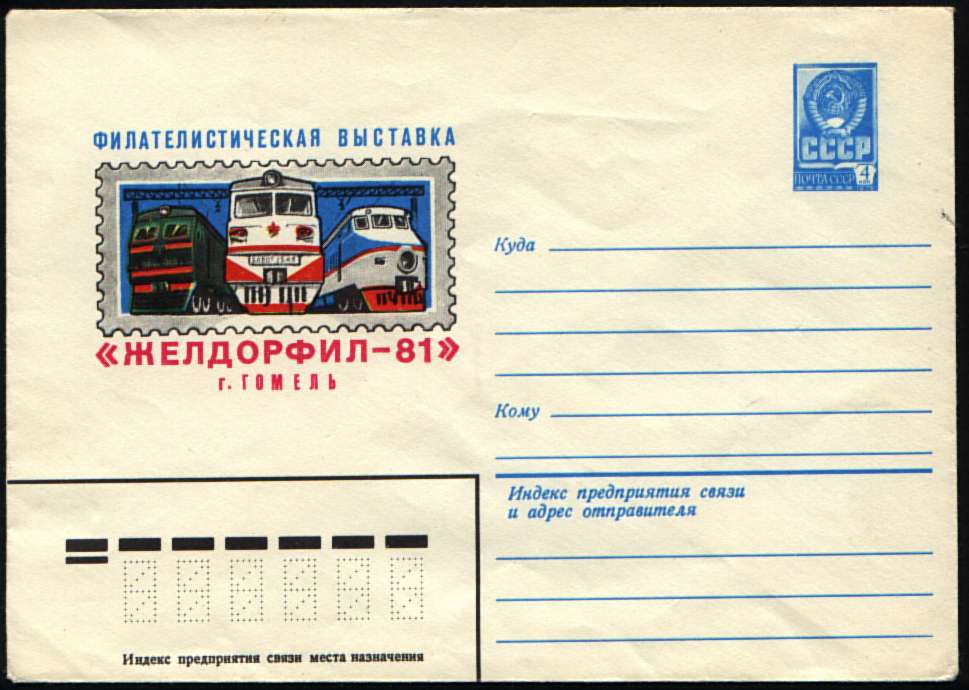 ФИЛАТЕЛИСТИЧЕСКАЯ ВЫСТАВКА
«ЖЕЛДОРФИЛ-81»
г. ГОМЕЛЬ
СССР
ПОЧТА СССР 4
Куда
Кому
Индекс предприятия связи
и адрес отправителя
Индекс предприятия связи места назначения